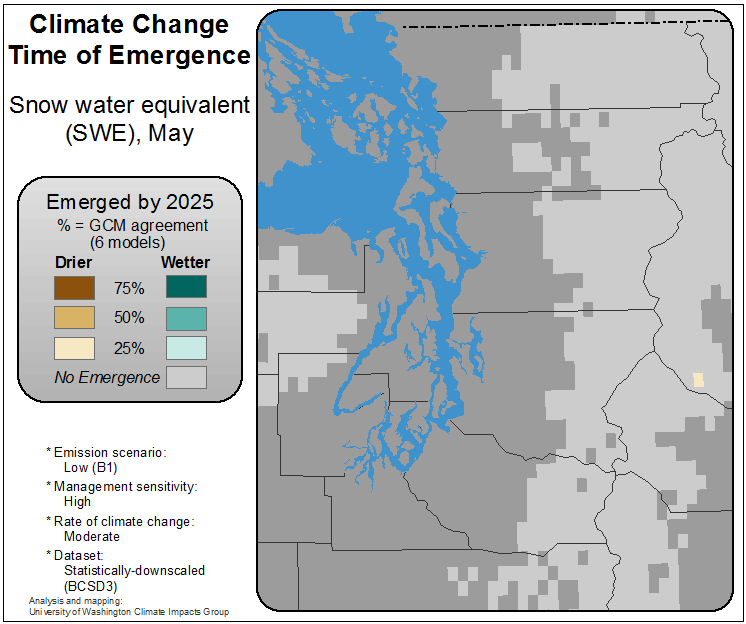 Climate Change
Time of Emergence
Snow water equivalent
(SWE), May
Emerged by 2025
% = GCM agreement
(6 models)
Drier Wetter
75%
50%
25%
No Emergence
* Emission scenario:
Low (B1)
* Management sensitivity:
High
* Rate of climate change:
Moderate
* Dataset:
Statistically-downscaled
(BCSD3)
Analysis and mapping:
University of Washington Climate Impacts Group